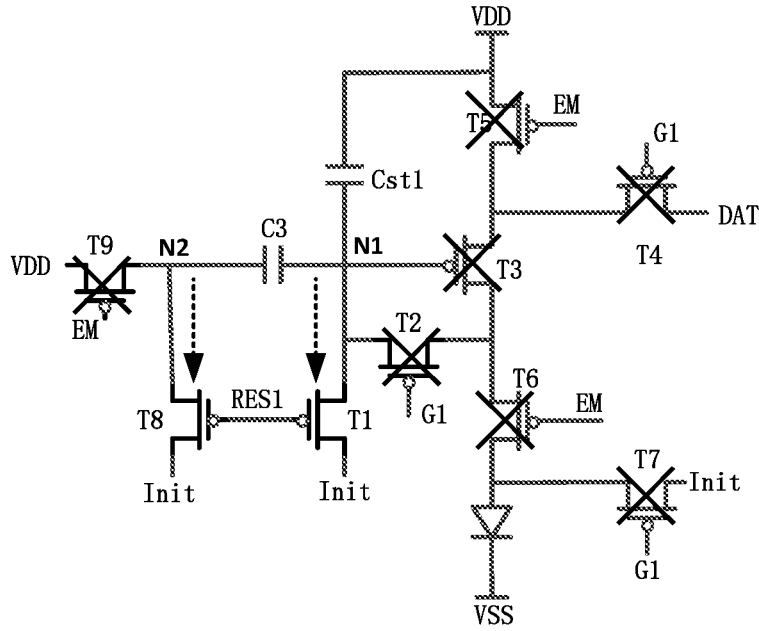 VDD
EM
T5
G1
Cst1
DAT
C3
T9
N2
N1
VDD
T3
T4
EM
T2
T6
RES1
EM
T8
T1
G1
T7
Init
Init
Init
G1
VSS